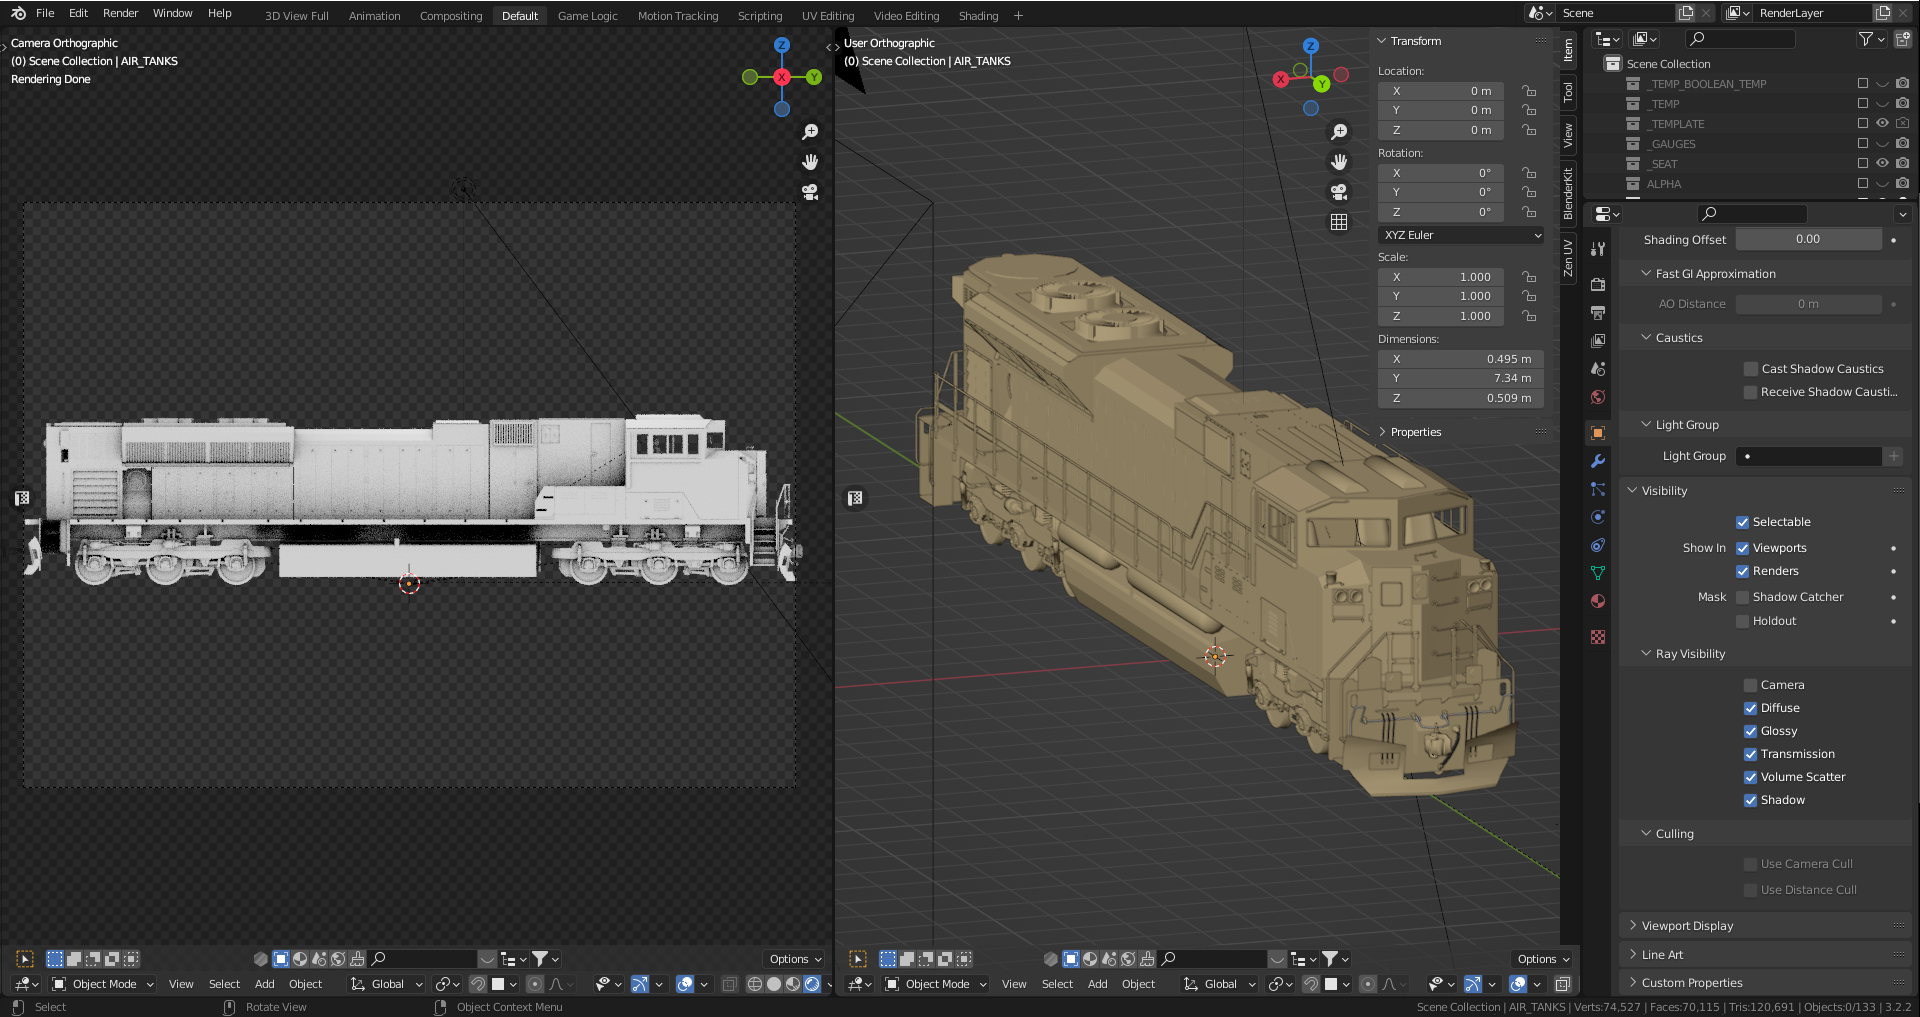 File Edit Render Window Help
3D View Full Animation Compositing Default Game Logic Motion Tracking Scripting UV Editing Video Editing Shading +
Scene
RenderLayer
Camera Orthographic
(0) Scene Collection | AIR_TANKS
Rendering Done
Z
X
Y
User Orthographic
(0) Scene Collection | AIR_TANKS
Z
X
Y
Transform
Location:
X 0 m
Y 0 m
Z 0 m
Rotation:
X 0°
Y 0°
Z 0°
XYZ Euler
Scale:
X 1.000
Y 1.000
Z 1.000
Dimensions:
X 0.495 m
Y 7.34 m
Z 0.509 m
Properties
Item
Tool
View
BlenderKit
Zen UV
Scene Collection
_TEMP_BOOLEAN_TEMP
_TEMP
_TEMPLATE
_GAUGES
_SEAT
ALPHA
Shading Offset 0.00
Fast GI Approximation
AO Distance 0 m
Caustics
Cast Shadow Caustics
Receive Shadow Causti...
Light Group
Light Group
Visibility
Selectable
Show In Viewports
Renders
Mask Shadow Catcher
Holdout
Ray Visibility
Camera
Diffuse
Glossy
Transmission
Volume Scatter
Shadow
Culling
Use Camera Cull
Use Distance Cull
Viewport Display
Line Art
Custom Properties
Options
Object Mode View Select Add Object Global
Options
Object Mode View Select Add Object Global
Select Rotate View Object Context Menu
Scene Collection | AIR_TANKS | Verts:74,527 | Faces:70,115 | Tris:120,691 | Objects:0/133 | 3.2.2